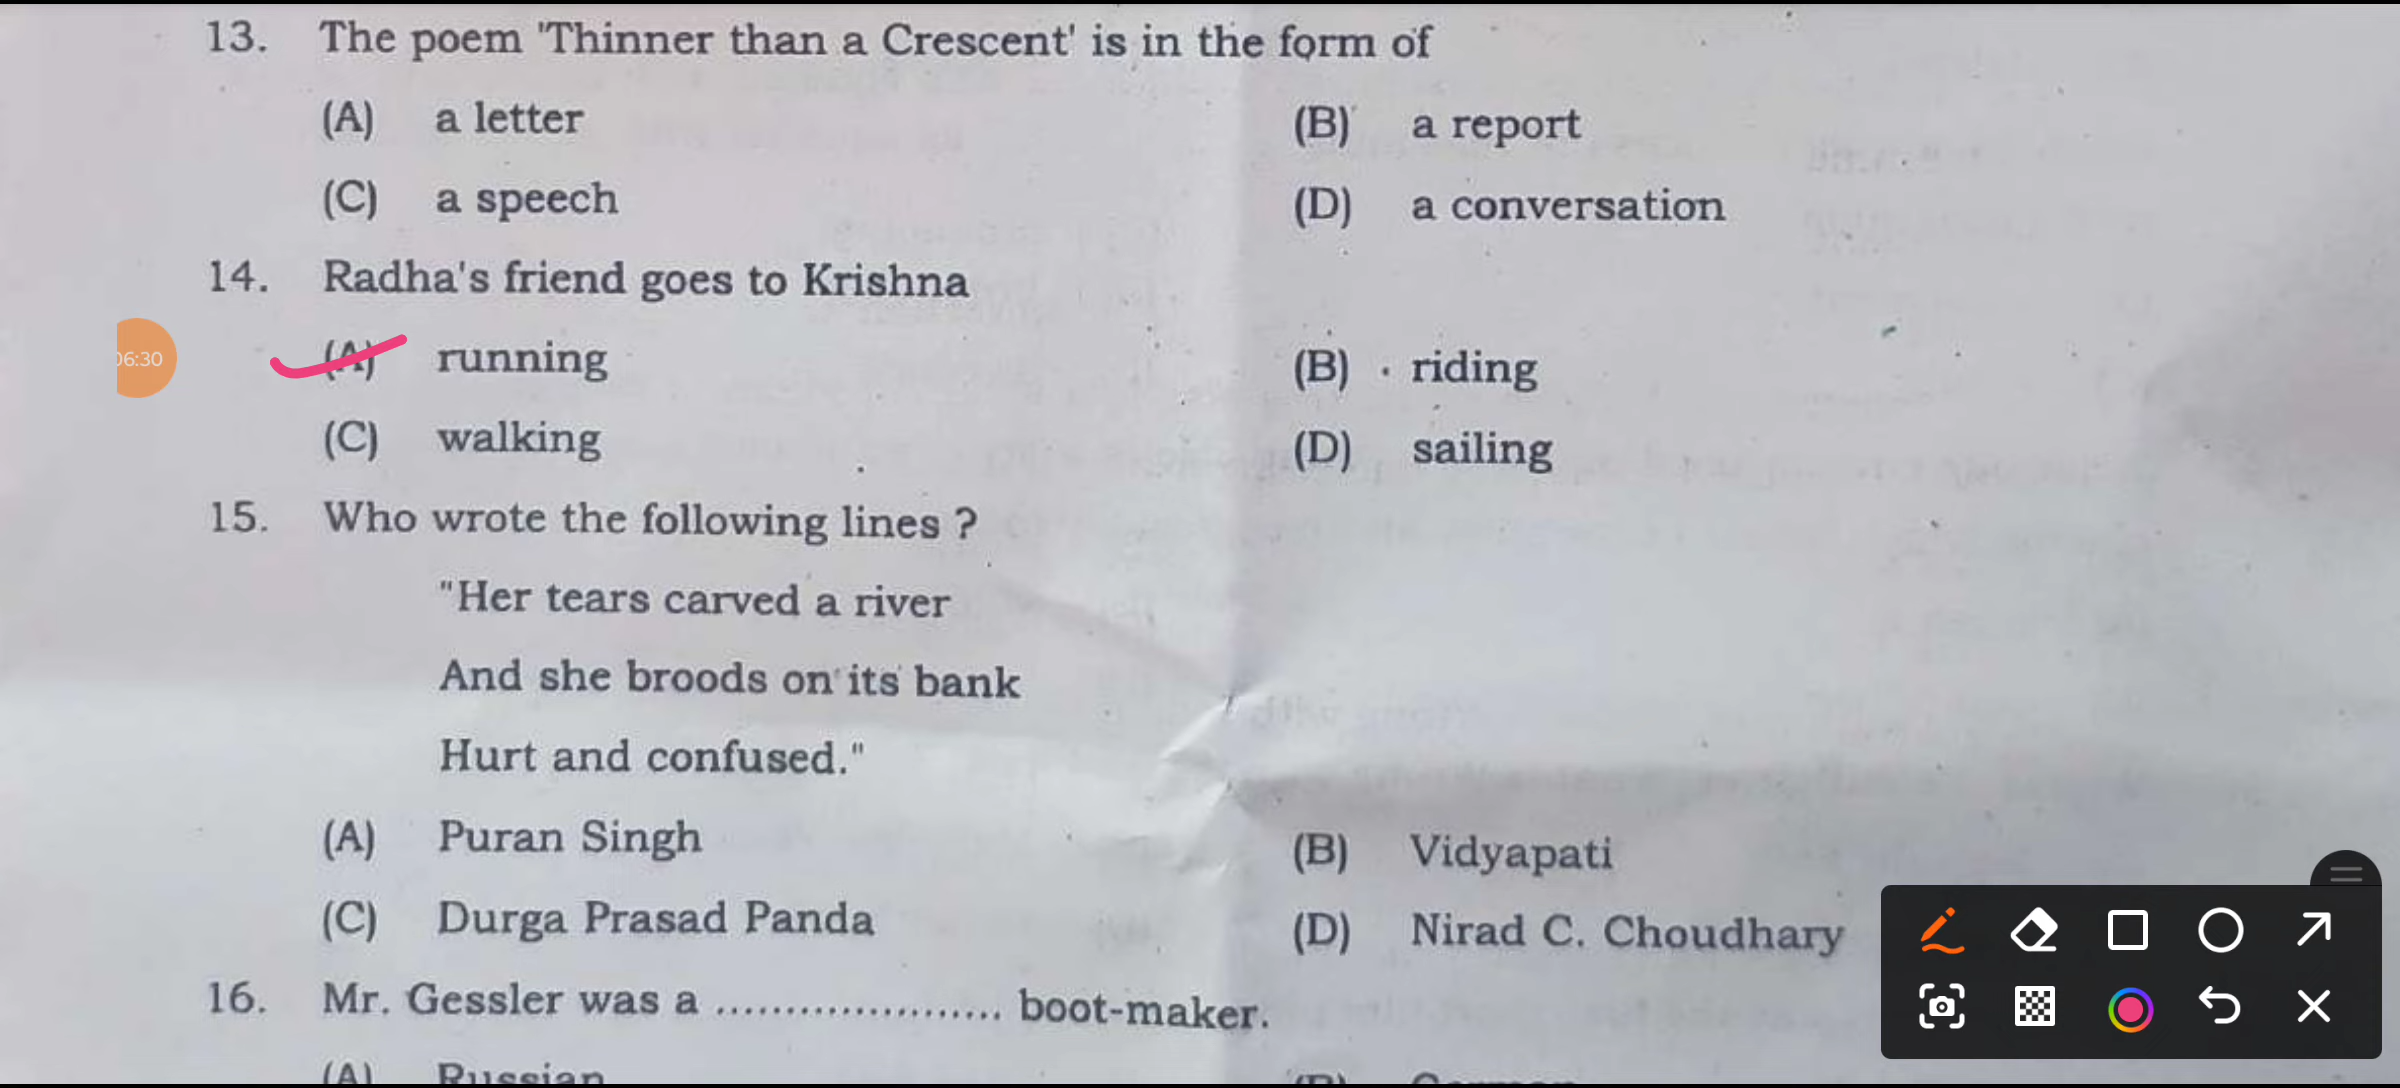 13. The poem 'Thinner than a Crescent' is in the form of
(A) a letter (B) a report
(C) a speech (D) a conversation
14. Radha's friend goes to Krishna
06:30
(A) running (B) riding
(C) walking (D) sailing
15. Who wrote the following lines ?
"Her tears carved a river
And she broods on its bank
Hurt and confused."
(A) Puran Singh (B) Vidyapati
(C) Durga Prasad Panda (D) Nirad C. Choudhary
16. Mr. Gessler was a ..................... boot-maker.
(A) Russian